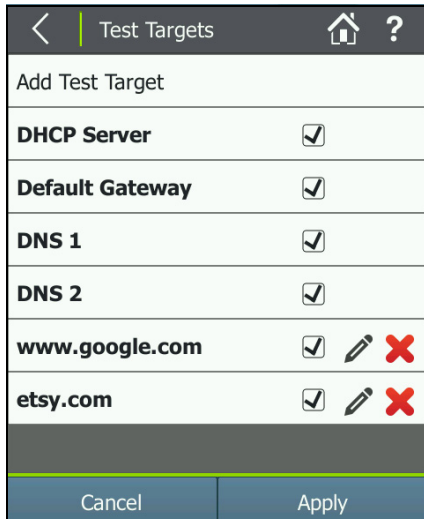 Test Targets ?
Add Test Target
DHCP Server
Default Gateway
DNS 1
DNS 2
www.google.com
etsy.com
Cancel Apply